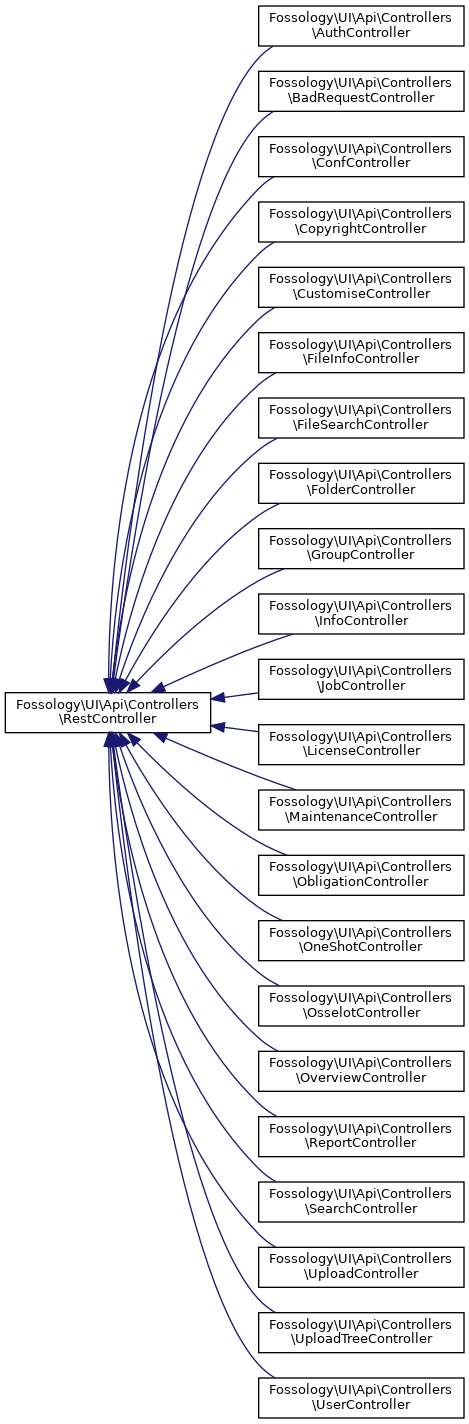 Fossology\UI\Api\Controllers
\AuthController
Fossology\UI\Api\Controllers
\BadRequestController
Fossology\UI\Api\Controllers
\ConfController
Fossology\UI\Api\Controllers
\CopyrightController
Fossology\UI\Api\Controllers
\CustomiseController
Fossology\UI\Api\Controllers
\FileInfoController
Fossology\UI\Api\Controllers
\FileSearchController
Fossology\UI\Api\Controllers
\FolderController
Fossology\UI\Api\Controllers
\GroupController
Fossology\UI\Api\Controllers
\InfoController
Fossology\UI\Api\Controllers
\JobController
Fossology\UI\Api\Controllers
\RestController
Fossology\UI\Api\Controllers
\LicenseController
Fossology\UI\Api\Controllers
\MaintenanceController
Fossology\UI\Api\Controllers
\ObligationController
Fossology\UI\Api\Controllers
\OneShotController
Fossology\UI\Api\Controllers
\OsselotController
Fossology\UI\Api\Controllers
\OverviewController
Fossology\UI\Api\Controllers
\ReportController
Fossology\UI\Api\Controllers
\SearchController
Fossology\UI\Api\Controllers
\UploadController
Fossology\UI\Api\Controllers
\UploadTreeController
Fossology\UI\Api\Controllers
\UserController